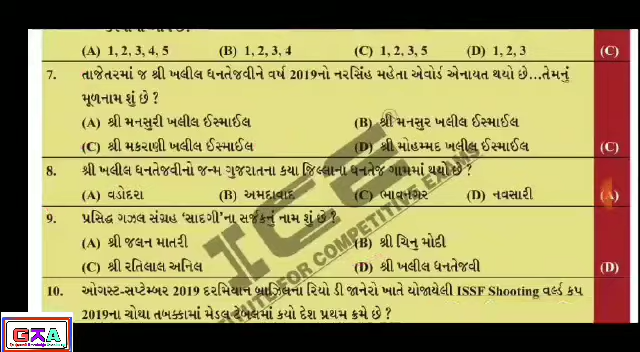 (A) 1, 2, 3, 4, 5 (B) 1, 2, 3, 4 (C) 1, 2, 3, 5 (D) 1, 2, 3 (C)
7. તાજેતરમાં જ શ્રી ખલીલ ધનતેજવીને વર્ષ 2019નો નરસિંહ મહેતા એવોર્ડ એનાયત થયો છે...તેમનું
મૂળનામ શું છે ?
(A) શ્રી મનસુરી ખલીલ ઈસ્માઈલ (B) શ્રી મનસુર ખલીલ ઈસ્માઈલ
(C) શ્રી મકરાણી ખલીલ ઈસ્માઈલ (D) શ્રી મોહમ્મદ ખલીલ ઈસ્માઈલ (C)
8. શ્રી ખલીલ ધનતેજવીનો જન્મ ગુજરાતના કયા જિલ્લાના ધનતેજ ગામમાં થયો છે ?
(A) વડોદરા (B) અમદાવાદ (C) ભાવનગર (D) નવસારી (A)
9. પ્રસિદ્ધ ગઝલ સંગ્રહ ‘સાદગી’ના સર્જકનું નામ શું છે ?
(A) શ્રી જલન માતરી (B) શ્રી ચિનુ મોદી
(C) શ્રી રતિલાલ અનિલ (D) શ્રી ખલીલ ધનતેજવી (D)
10. ઓગસ્ટ-સપ્ટેમ્બર 2019 દરમિયાન બ્રાઝિલના રિયો ડી જાનેરો ખાતે યોજાયેલી ISSF Shooting વર્લ્ડ કપ
2019ના ચોથા તબક્કામાં મેડલ ટેબલમાં કયો દેશ પ્રથમ ક્રમે છે ?
ICE
INSTITUTE FOR COMPETITIVE EXAMS
GKA